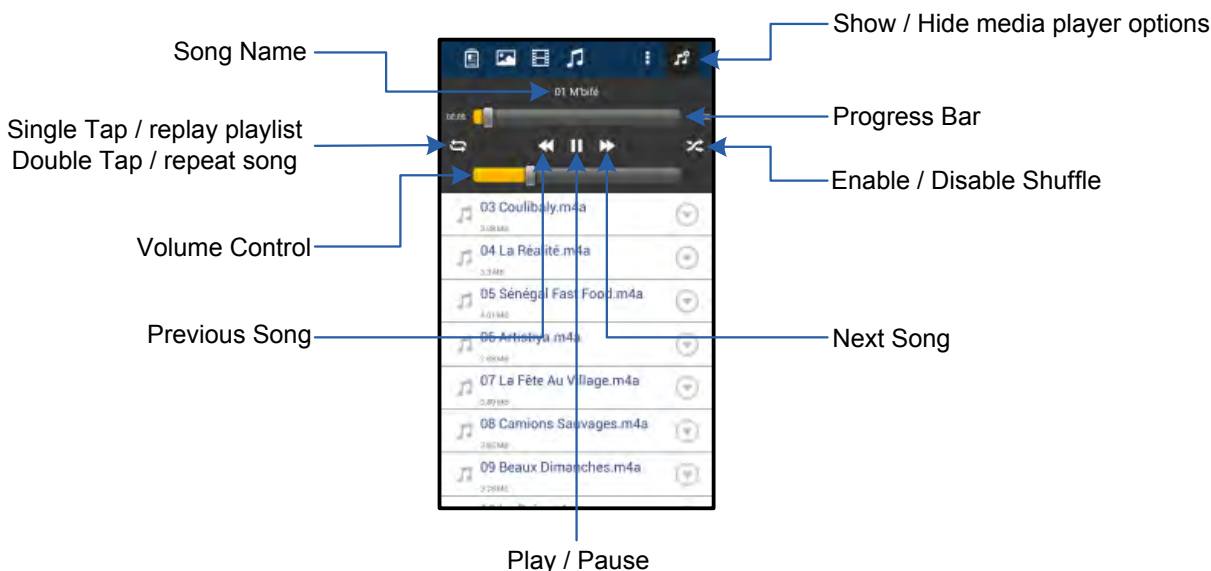 Show / Hide media player options
Song Name
01 M'bifé
Progress Bar
Single Tap / replay playlist
Double Tap / repeat song
Enable / Disable Shuffle
Volume Control
03 Coulibaly.m4a
04 La Réalité.m4a
3.3 MB
05 Sénégal Fast Food.m4a
Previous Song
06 Artistiya.m4a
Next Song
07 La Fête Au Village.m4a
08 Camions Sauvages.m4a
09 Beaux Dimanches.m4a
Play / Pause